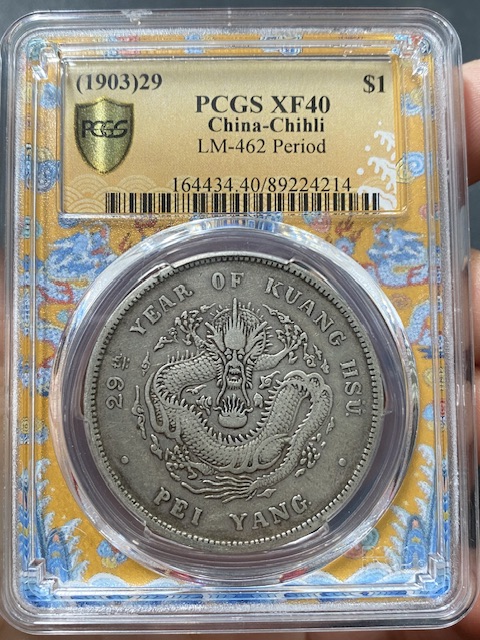 (1903)29 $1
PCGS XF40
PCGS
China-Chihli
LM-462 Period
164434.40/89224214
29TH YEAR OF KUANG HSU
PEI YANG